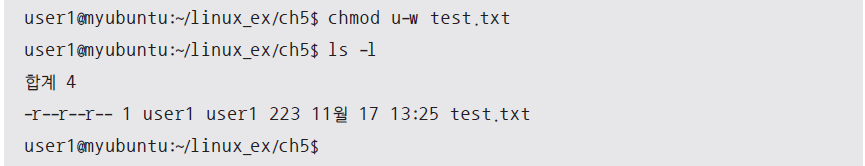 user1@myubuntu:~/linux_ex/ch5$ chmod u-w test.txt
user1@myubuntu:~/linux_ex/ch5$ ls -l
합계 4
-r--r--r-- 1 user1 user1 223 11월 17 13:25 test.txt
user1@myubuntu:~/linux_ex/ch5$